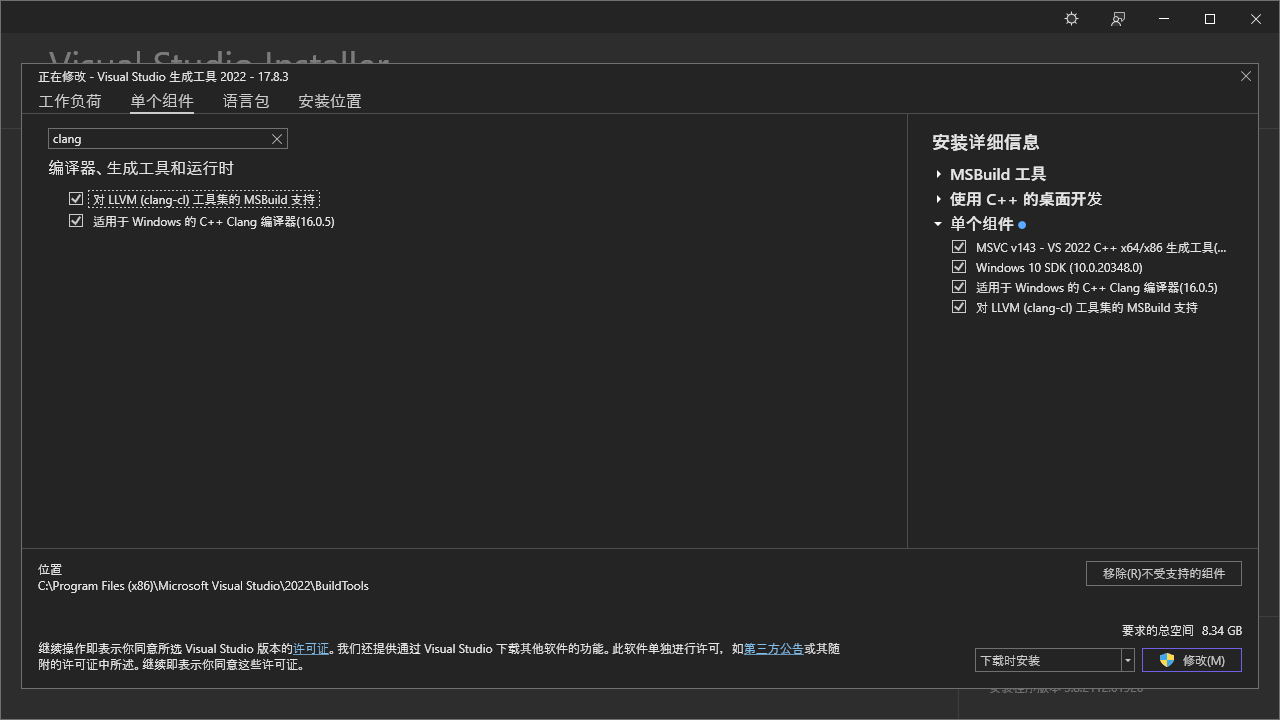 Visual Studio Installer
正在修改 - Visual Studio 生成工具 2022 - 17.8.3
工作负荷 单个组件 语言包 安装位置
clang
编译器、生成工具和运行时
对 LLVM (clang-cl) 工具集的 MSBuild 支持
适用于 Windows 的 C++ Clang 编译器(16.0.5)
安装详细信息
MSBuild 工具
使用 C++ 的桌面开发
单个组件
MSVC v143 - VS 2022 C++ x64/x86 生成工具(...
Windows 10 SDK (10.0.20348.0)
适用于 Windows 的 C++ Clang 编译器(16.0.5)
对 LLVM (clang-cl) 工具集的 MSBuild 支持
位置
C:\Program Files (x86)\Microsoft Visual Studio\2022\BuildTools
移除(R)不受支持的组件
要求的总空间 8.34 GB
继续操作即表示你同意所选 Visual Studio 版本的许可证。我们还提供通过 Visual Studio 下载其他软件的功能。此软件单独进行许可，如第三方公告或其随
附的许可证中所述。继续即表示你同意这些许可证。
下载时安装
修改(M)